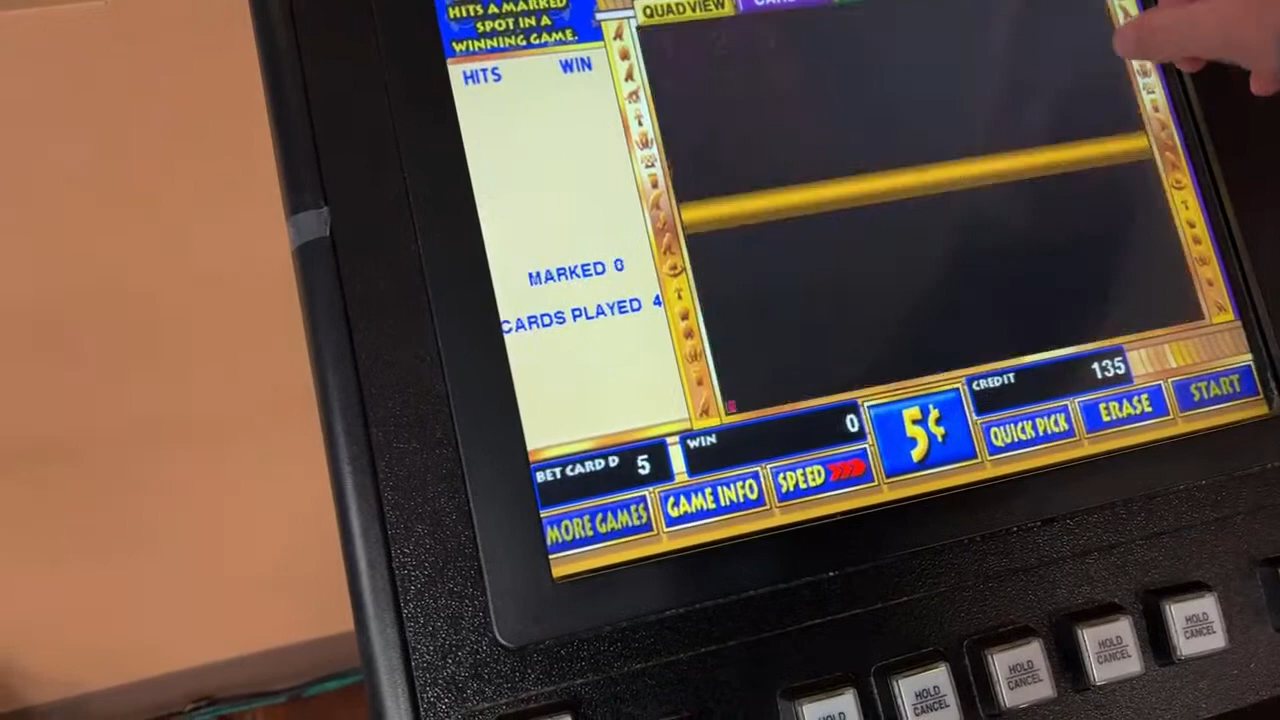 HITS A MARKED
SPOT IN A
WINNING GAME.
QUAD VIEW
HITS WIN
MARKED 0
CARDS PLAYED 4
BET CARD D 5
WIN 0
5¢
CREDIT 135
MORE GAMES
GAME INFO
SPEED
QUICK PICK
ERASE
START
HOLD
HOLD
CANCEL
HOLD
CANCEL
HOLD
CANCEL
HOLD
CANCEL